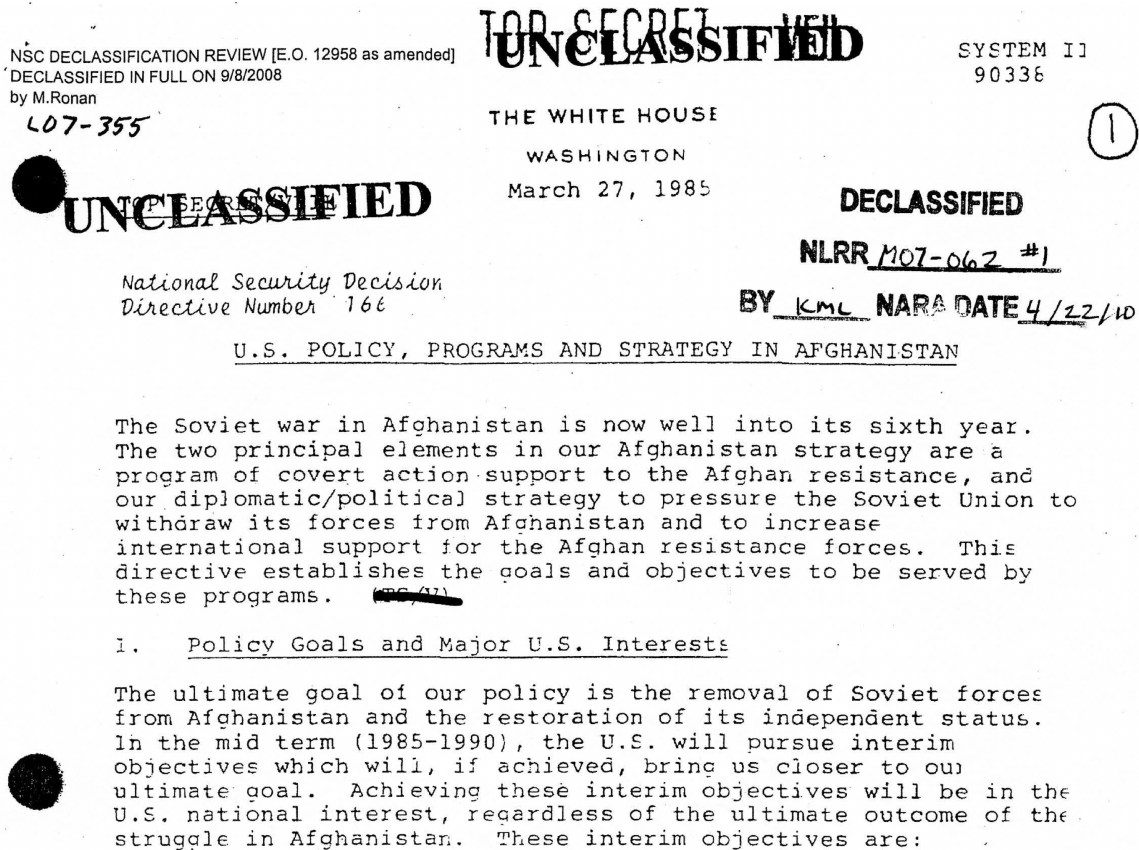 TOP SECRET VEIL
UNCLASSIFIED
NSC DECLASSIFICATION REVIEW [E.O. 12958 as amended]
DECLASSIFIED IN FULL ON 9/8/2008
by M.Ronan
L07-355
SYSTEM II
90338
1
THE WHITE HOUSE
WASHINGTON
March 27, 1985
TOP SECRET/VEIL
UNCLASSIFIED
DECLASSIFIED
NLRR M07-062 #1
BY KML NARA DATE 4/22/10
National Security Decision
Directive Number 166
U.S. POLICY, PROGRAMS AND STRATEGY IN AFGHANISTAN
The Soviet war in Afghanistan is now well into its sixth year.
The two principal elements in our Afghanistan strategy are a
program of covert action support to the Afghan resistance, and
our diplomatic/political strategy to pressure the Soviet Union to
withdraw its forces from Afghanistan and to increase
international support for the Afghan resistance forces. This
directive establishes the goals and objectives to be served by
these programs. (TS/V)
1. Policy Goals and Major U.S. Interests
The ultimate goal of our policy is the removal of Soviet forces
from Afghanistan and the restoration of its independent status.
In the mid term (1985-1990), the U.S. will pursue interim
objectives which will, if achieved, bring us closer to our
ultimate goal. Achieving these interim objectives will be in the
U.S. national interest, regardless of the ultimate outcome of the
struggle in Afghanistan. These interim objectives are: